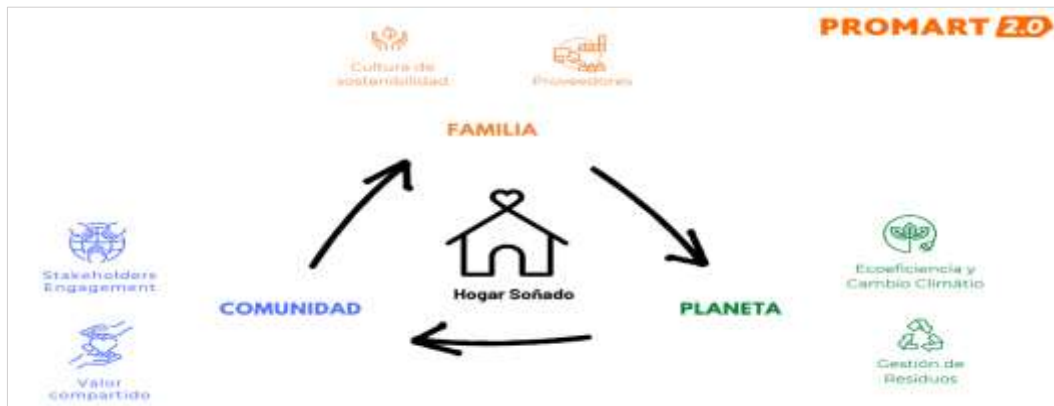 PROMART 2.0
Cultura de
sostenibilidad
Proveedores
FAMILIA
Stakeholders
Engagement
Ecoeficiencia y
Cambio Climátio
Hogar Soñado
COMUNIDAD
PLANETA
Valor
compartido
Gestión de
Residuos